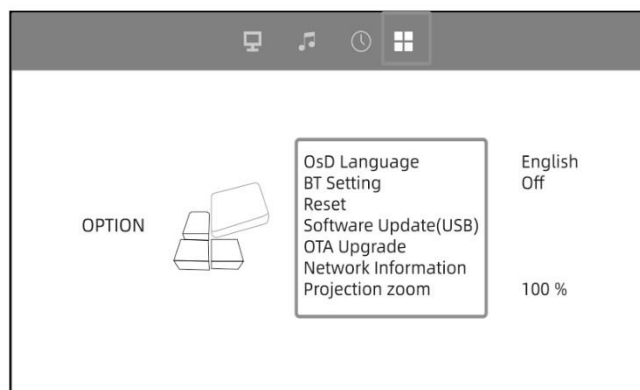 OPTION
OsD Language English
BT Setting Off
Reset
Software Update(USB)
OTA Upgrade
Network Information
Projection zoom 100 %